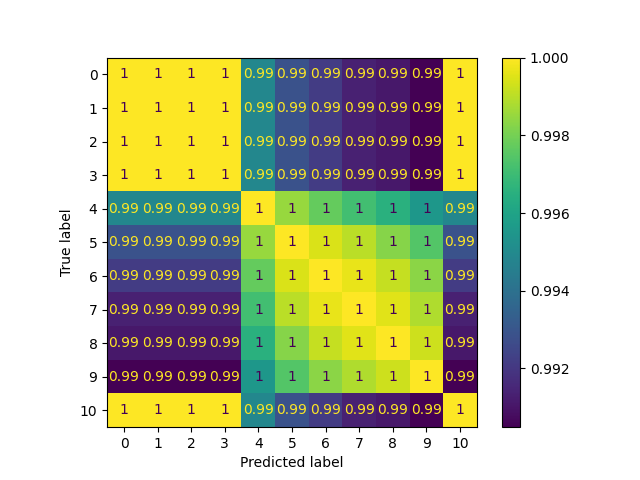 0 1 1 1 1 0.99 0.99 0.99 0.99 0.99 0.99 1
1 1 1 1 1 0.99 0.99 0.99 0.99 0.99 0.99 1
2 1 1 1 1 0.99 0.99 0.99 0.99 0.99 0.99 1
3 1 1 1 1 0.99 0.99 0.99 0.99 0.99 0.99 1
4 0.99 0.99 0.99 0.99 1 1 1 1 1 1 0.99
5 0.99 0.99 0.99 0.99 1 1 1 1 1 1 0.99
6 0.99 0.99 0.99 0.99 1 1 1 1 1 1 0.99
7 0.99 0.99 0.99 0.99 1 1 1 1 1 1 0.99
8 0.99 0.99 0.99 0.99 1 1 1 1 1 1 0.99
9 0.99 0.99 0.99 0.99 1 1 1 1 1 1 0.99
10 1 1 1 1 0.99 0.99 0.99 0.99 0.99 0.99 1
0 1 2 3 4 5 6 7 8 9 10
Predicted label
True label
1.000
0.998
0.996
0.994
0.992